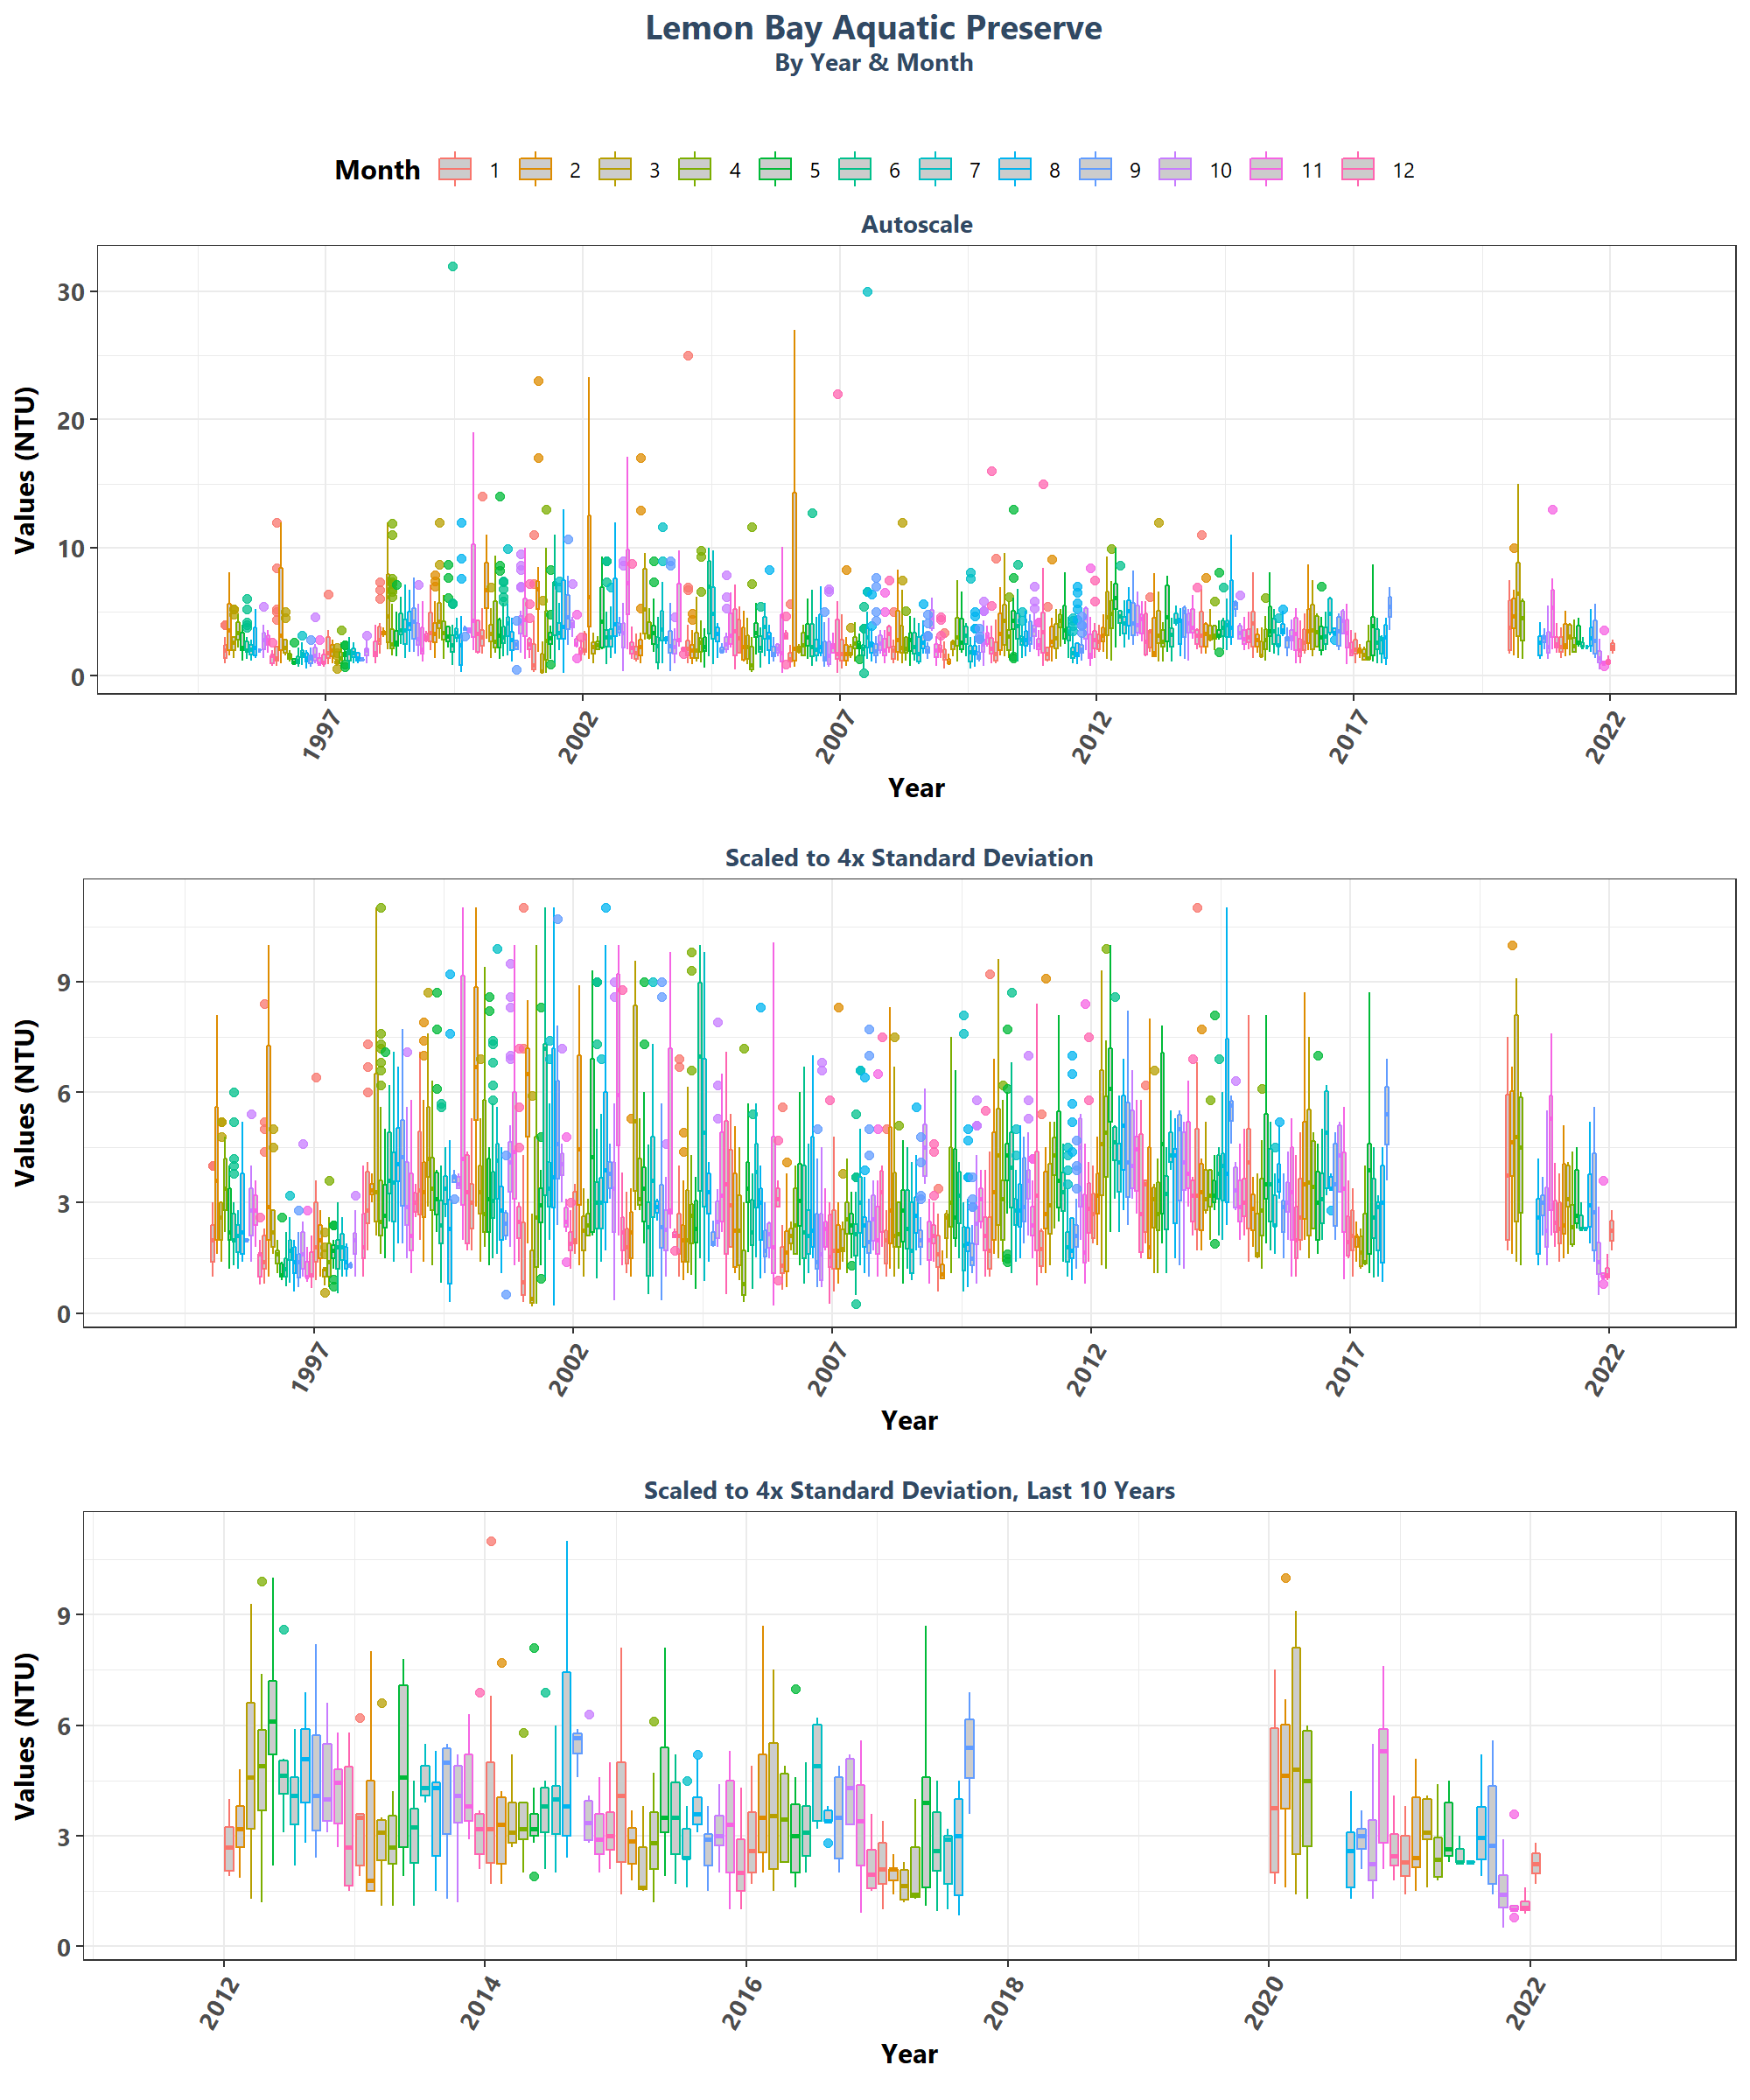 Lemon Bay Aquatic Preserve
By Year & Month
Month 1 2 3 4 5 6 7 8 9 10 11 12
Autoscale
Values (NTU)
30
20
10
0
1997 2002 2007 2012 2017 2022
Year
Scaled to 4x Standard Deviation
Values (NTU)
9
6
3
0
1997 2002 2007 2012 2017 2022
Year
Scaled to 4x Standard Deviation, Last 10 Years
Values (NTU)
9
6
3
0
2012 2014 2016 2018 2020 2022
Year